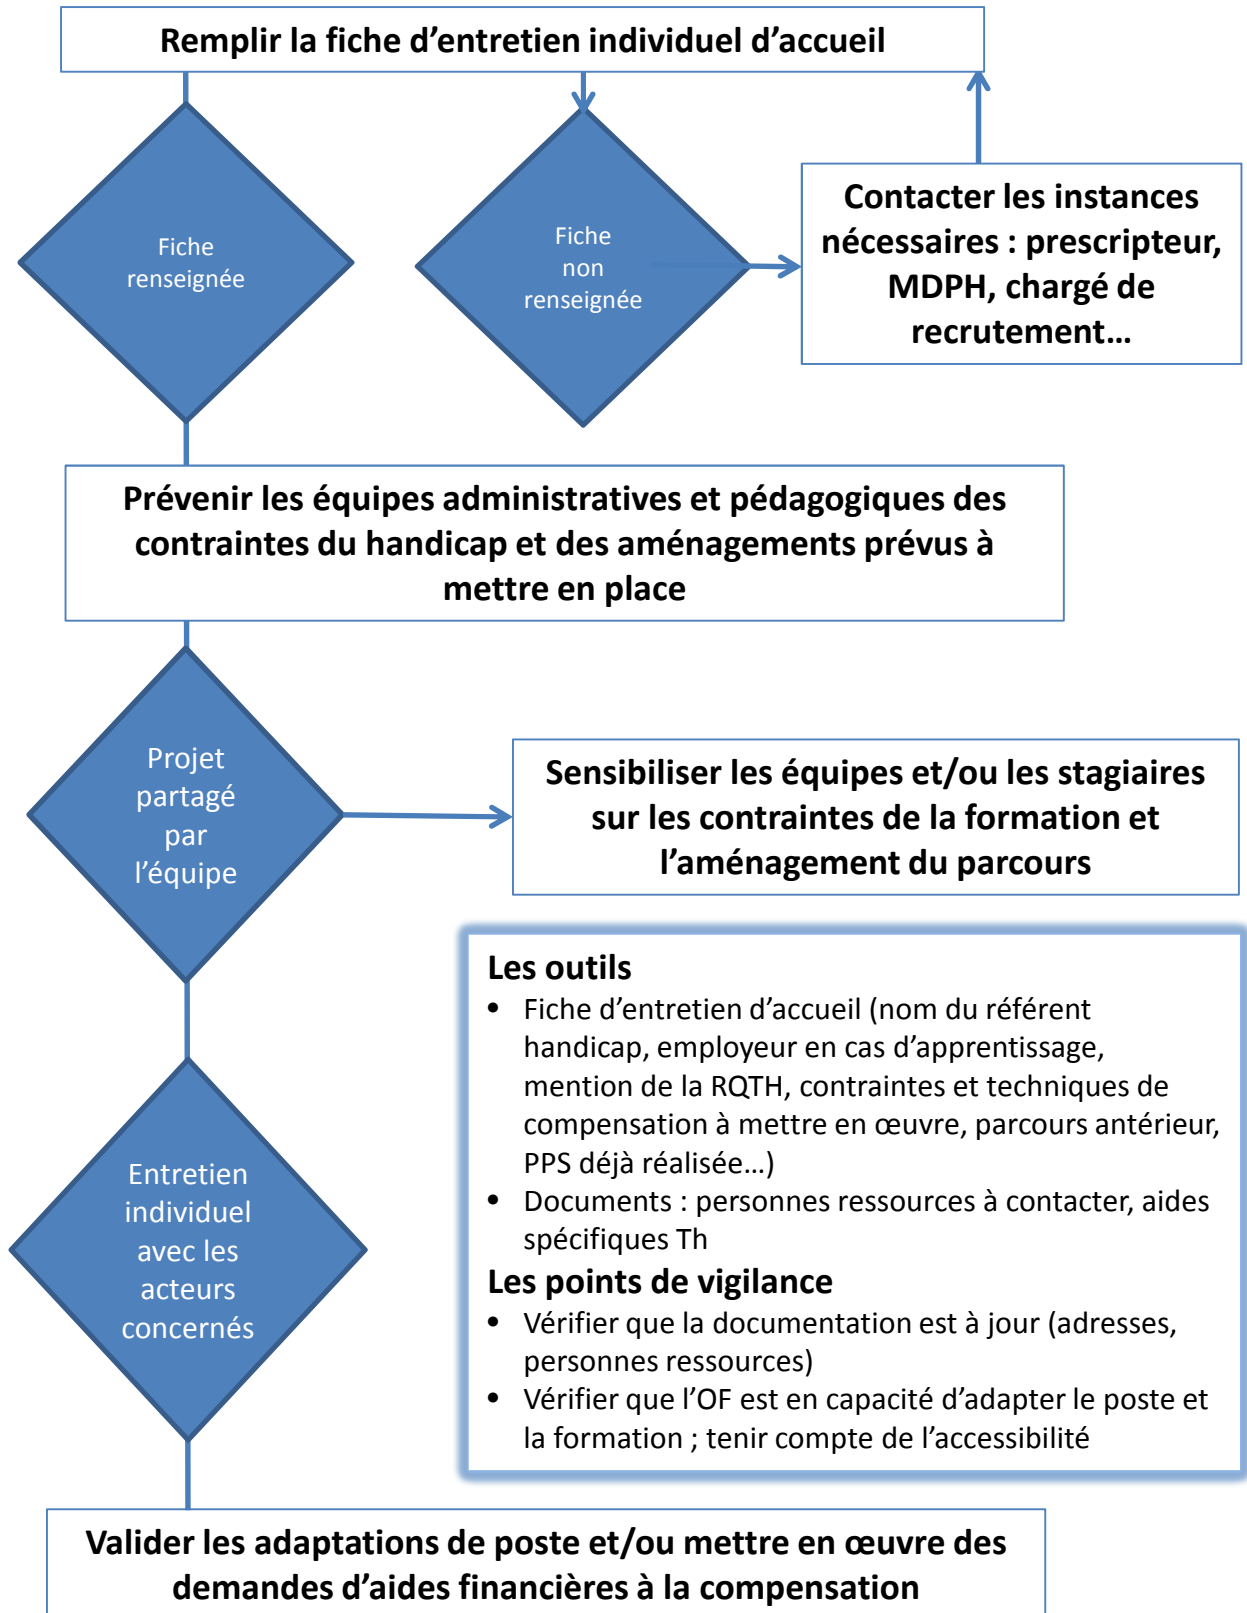 Remplir la fiche d’entretien individuel d’accueil
Fiche
renseignée
Fiche
non
renseignée
Contacter les instances
nécessaires : prescripteur,
MDPH, chargé de
recrutement…
Prévenir les équipes administratives et pédagogiques des
contraintes du handicap et des aménagements prévus à
mettre en place
Projet
partagé
par
l’équipe
Sensibiliser les équipes et/ou les stagiaires
sur les contraintes de la formation et
l’aménagement du parcours
Les outils
• Fiche d’entretien d’accueil (nom du référent
handicap, employeur en cas d’apprentissage,
mention de la RQTH, contraintes et techniques de
compensation à mettre en œuvre, parcours antérieur,
PPS déjà réalisée…)
• Documents : personnes ressources à contacter, aides
spécifiques Th
Les points de vigilance
• Vérifier que la documentation est à jour (adresses,
personnes ressources)
• Vérifier que l’OF est en capacité d’adapter le poste et
la formation ; tenir compte de l’accessibilité
Entretien
individuel
avec les
acteurs
concernés
Valider les adaptations de poste et/ou mettre en œuvre des
demandes d’aides financières à la compensation